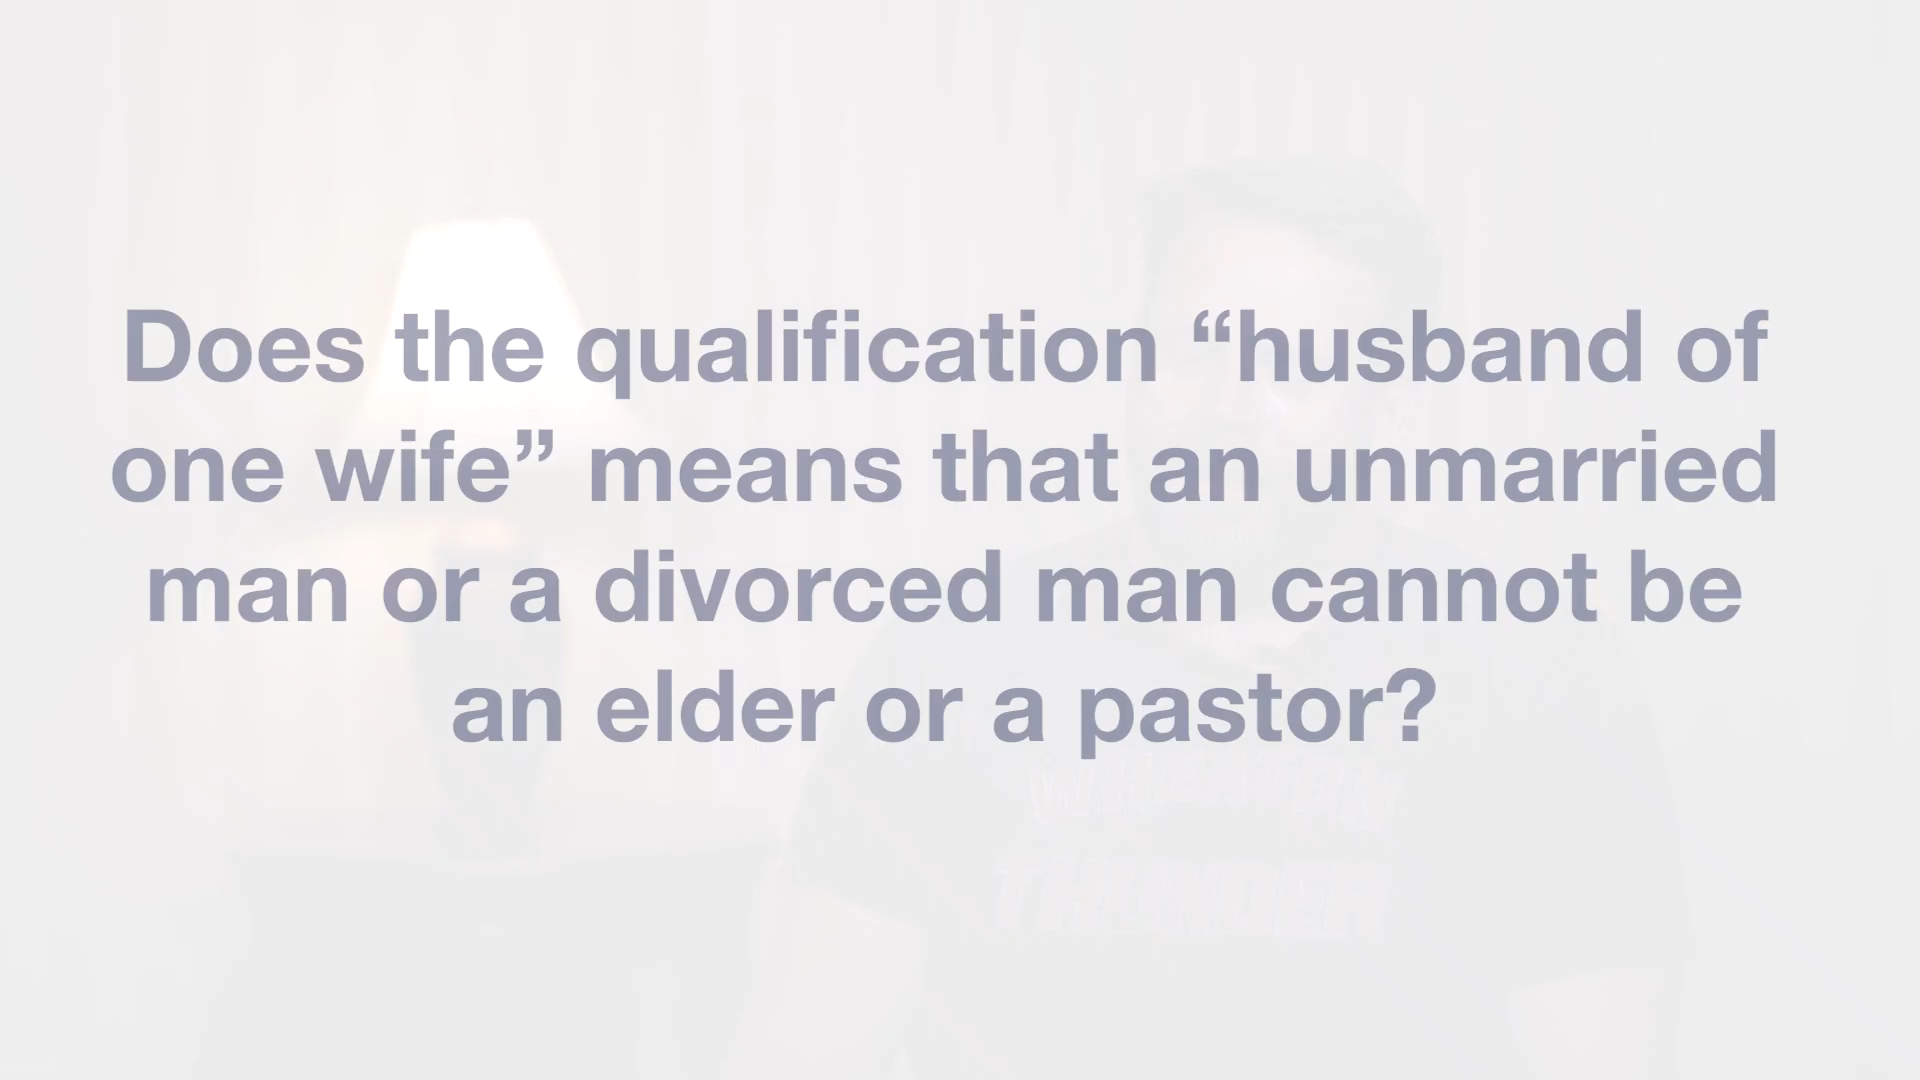 Does the qualification “husband of
one wife” means that an unmarried
man or a divorced man cannot be
an elder or a pastor?